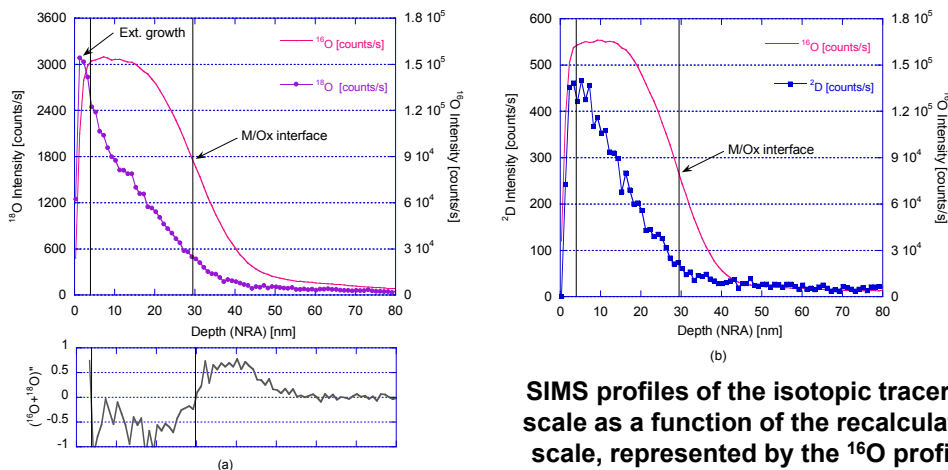 3600
3000
2400
1800
1200
600
0
1.8 10⁵
1.5 10⁵
1.2 10⁵
9 10⁴
6 10⁴
3 10⁴
0
0 10 20 30 40 50 60 70 80
¹⁸O Intensity [counts/s]
¹⁶O Intensity [counts/s]
Depth (NRA) [nm]
Ext. growth
¹⁶O [counts/s]
¹⁸O [counts/s]
M/Ox interface
1
0.5
0
-0.5
-1
(¹⁶O+¹⁸O)"
(a)
600
500
400
300
200
100
0
1.8 10⁵
1.5 10⁵
1.2 10⁵
9 10⁴
6 10⁴
3 10⁴
0
0 10 20 30 40 50 60 70 80
²D Intensity [counts/s]
¹⁶O Intensity [counts/s]
Depth (NRA) [nm]
¹⁶O [counts/s]
²D [counts/s]
M/Ox interface
(b)
SIMS profiles of the isotopic tracer
scale as a function of the recalcula
scale, represented by the ¹⁶O profi